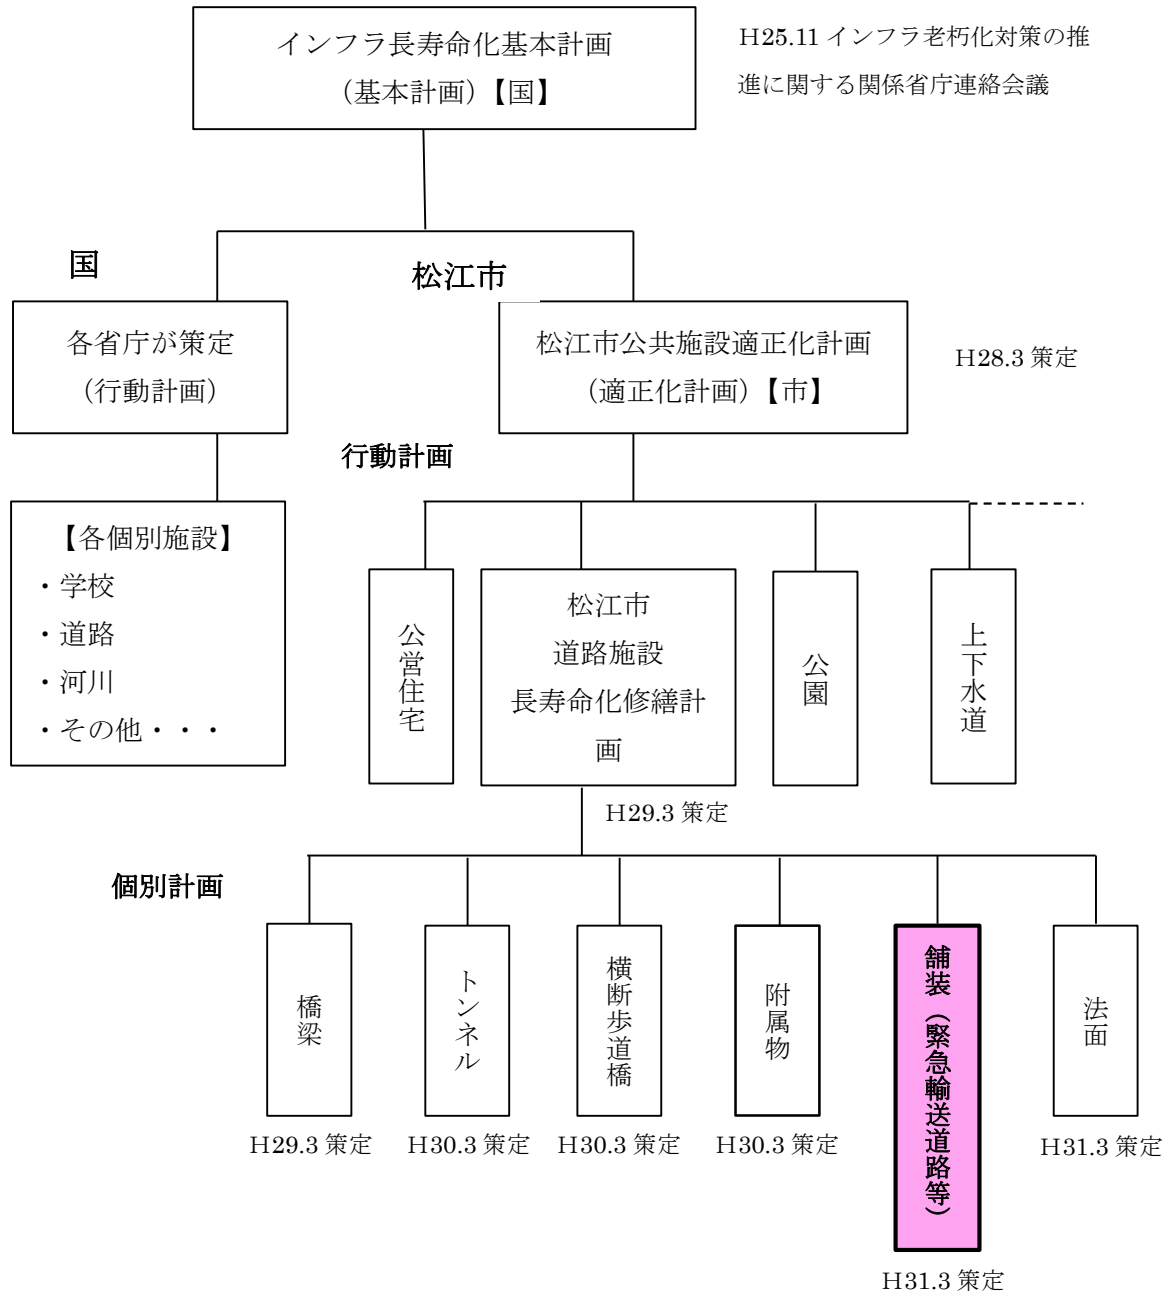 インフラ長寿命化基本計画
（基本計画）【国】
H25.11 インフラ老朽化対策の推
進に関する関係省庁連絡会議
国
松江市
各省庁が策定
（行動計画）
松江市公共施設適正化計画
（適正化計画）【市】
H28.3 策定
行動計画
【各個別施設】
・学校
・道路
・河川
・その他・・・
公営住宅
松江市
道路施設
長寿命化修繕計
画
公園
上下水道
H29.3 策定
個別計画
橋梁
トンネル
横断歩道橋
附属物
舗装（緊急輸送道路等）
法面
H29.3 策定
H30.3 策定
H30.3 策定
H30.3 策定
H31.3 策定
H31.3 策定